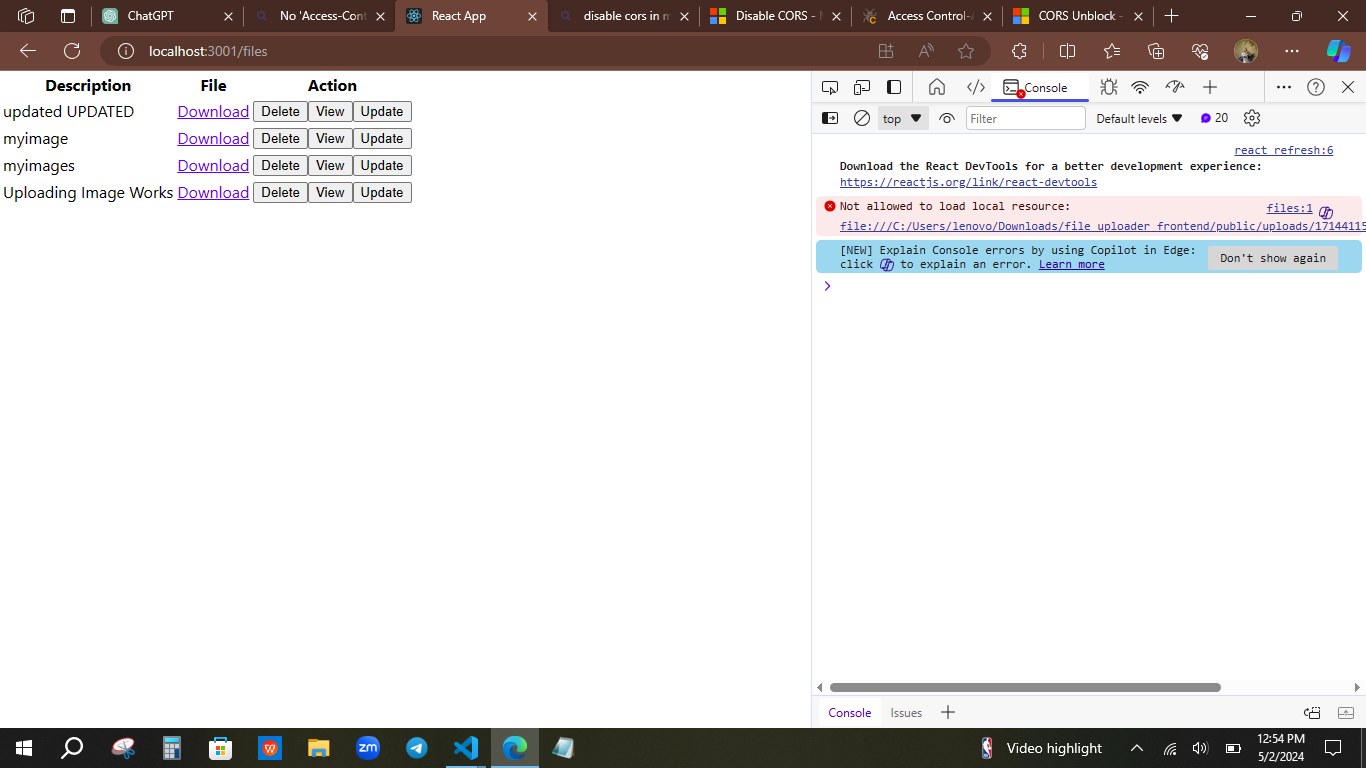 ChatGPT
No 'Access-Cont
React App
disable cors in m
Disable CORS - M
Access Control-A
CORS Unblock -
localhost:3001/files
Description File Action
updated UPDATED Download Delete View Update
myimage Download Delete View Update
myimages Download Delete View Update
Uploading Image Works Download Delete View Update
Console
top Filter Default levels 20
react refresh:6
Download the React DevTools for a better development experience:
https://reactjs.org/link/react-devtools
Not allowed to load local resource: files:1
file:///C:/Users/lenovo/Downloads/file uploader frontend/public/uploads/17144115
[NEW] Explain Console errors by using Copilot in Edge:
click to explain an error. Learn more
Don't show again
Console Issues
zm
Video highlight
12:54 PM
5/2/2024